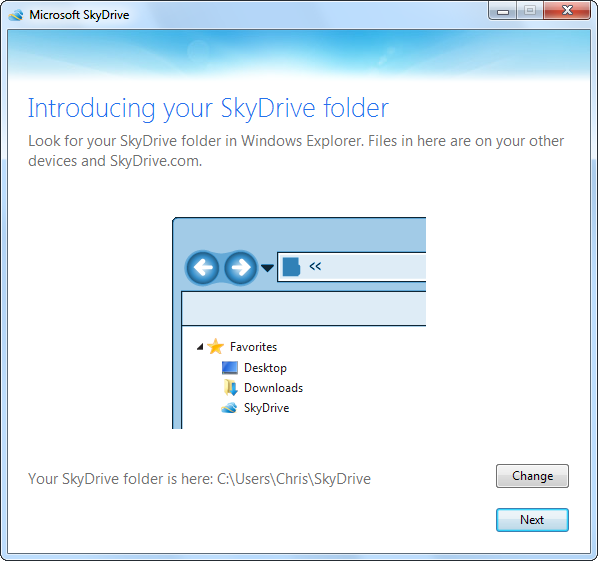 Microsoft SkyDrive
Introducing your SkyDrive folder
Look for your SkyDrive folder in Windows Explorer. Files in here are on your other
devices and SkyDrive.com.
<<
Favorites
Desktop
Downloads
SkyDrive
Your SkyDrive folder is here: C:\Users\Chris\SkyDrive
Change
Next